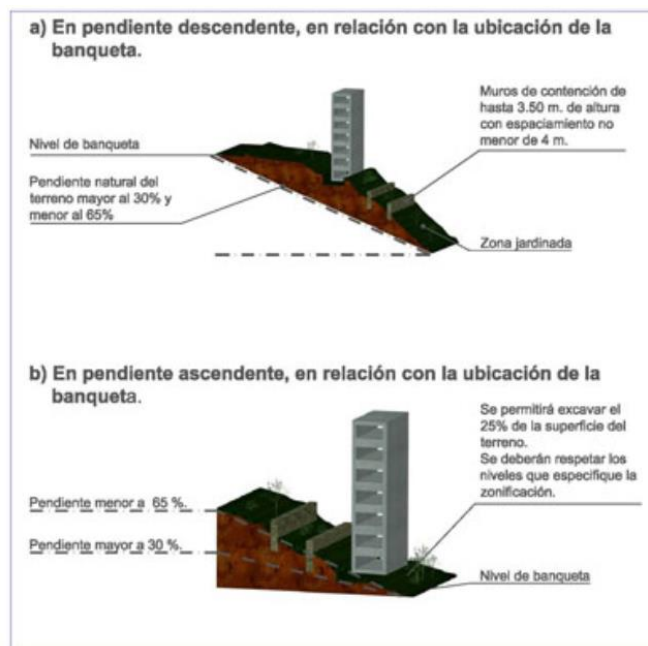 a) En pendiente descendente, en relación con la ubicación de la
banqueta.
Muros de contención de
hasta 3.50 m. de altura
con espaciamiento no
menor de 4 m.
Nivel de banqueta
Pendiente natural del
terreno mayor al 30% y
menor al 65%
Zona jardinada
b) En pendiente ascendente, en relación con la ubicación de la
banqueta.
Se permitirá excavar el
25% de la superficie del
terreno.
Se deberán respetar los
niveles que especifique la
zonificación.
Pendiente menor a 65 %.
Pendiente mayor a 30 %.
Nivel de banqueta